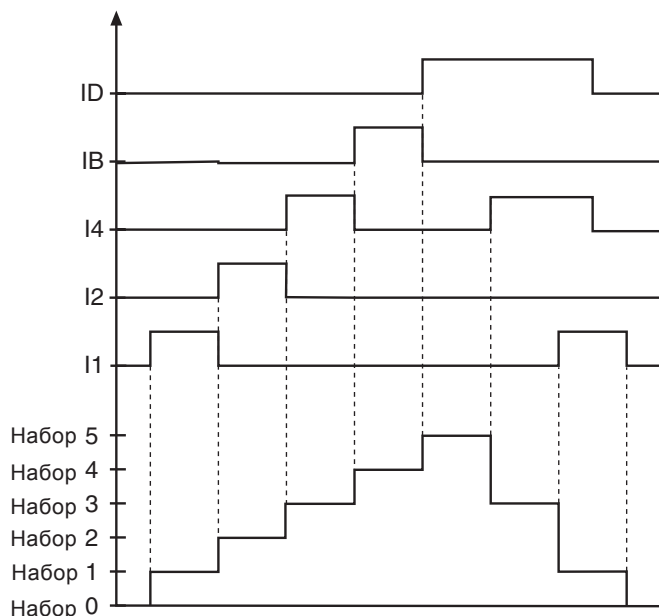 ID
IB
I4
I2
I1
Набор 5
Набор 4
Набор 3
Набор 2
Набор 1
Набор 0